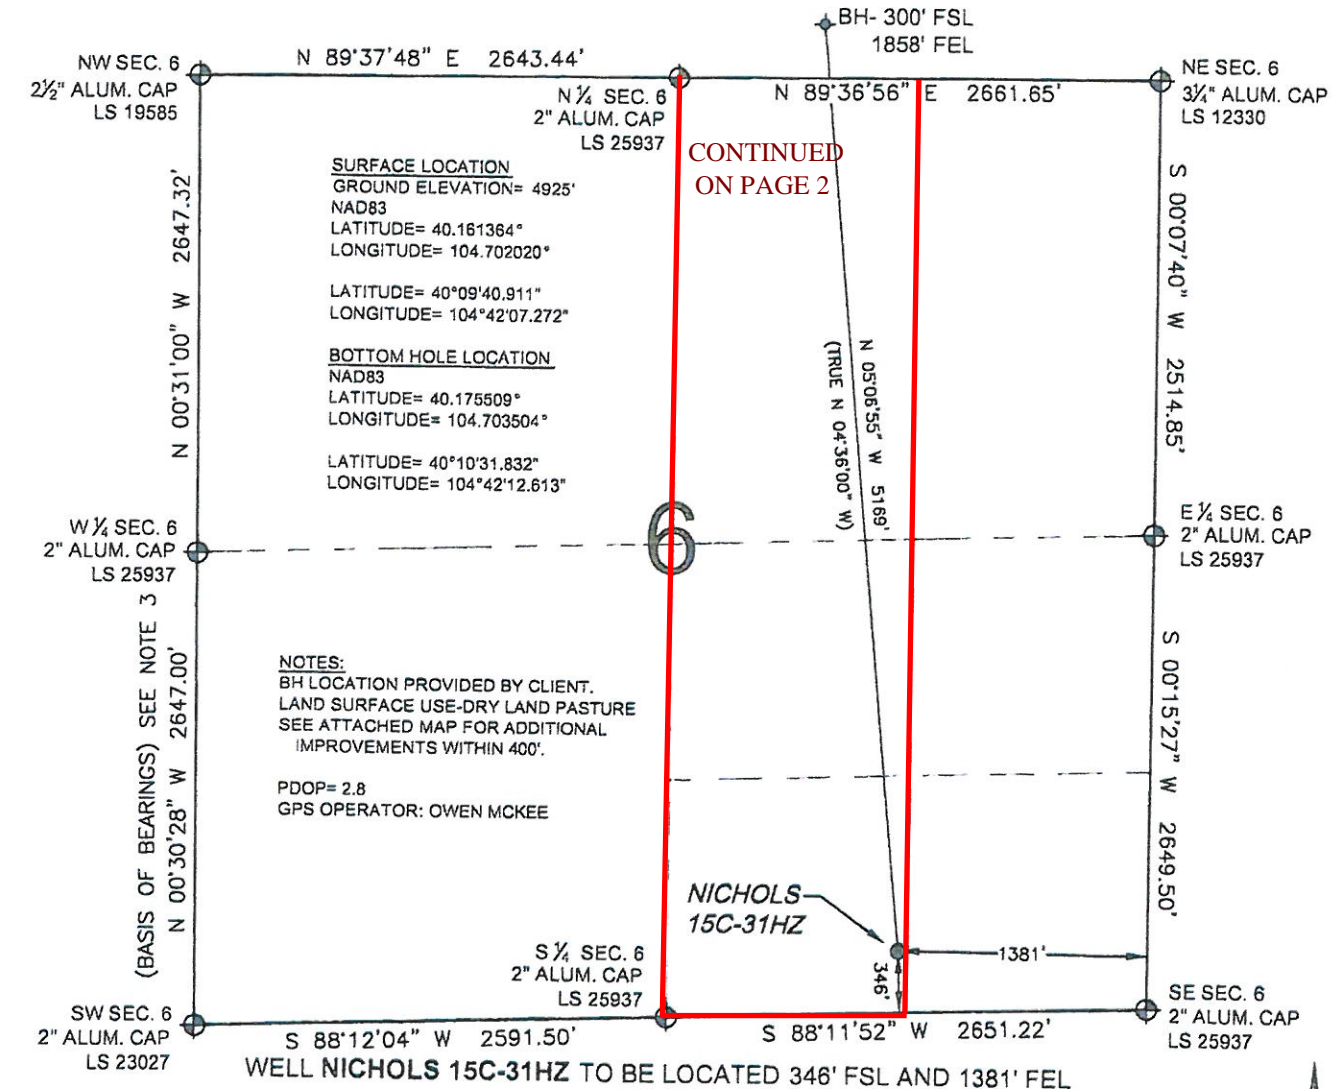 BH- 300' FSL
1858' FEL
NW SEC. 6
2½" ALUM. CAP
LS 19585
N 89°37'48" E 2643.44'
N ¼ SEC. 6
2" ALUM. CAP
LS 25937
N 89°36'56" E 2661.65'
NE SEC. 6
3¼" ALUM. CAP
LS 12330
CONTINUED
ON PAGE 2
SURFACE LOCATION
GROUND ELEVATION= 4925'
NAD83
LATITUDE= 40.161364°
LONGITUDE= 104.702020°
LATITUDE= 40°09'40.911"
LONGITUDE= 104°42'07.272"
BOTTOM HOLE LOCATION
NAD83
LATITUDE= 40.175509°
LONGITUDE= 104.703504°
LATITUDE= 40°10'31.832"
LONGITUDE= 104°42'12.613"
N 00°31'00" W 2647.32'
S 00°07'40" W 2514.85'
N 05°06'55" W 5169'
(TRUE N 04°36'00" W)
6
W ¼ SEC. 6
2" ALUM. CAP
LS 25937
E ¼ SEC. 6
2" ALUM. CAP
LS 25937
(BASIS OF BEARINGS) SEE NOTE 3
N 00°30'28" W 2647.00'
S 00°15'27" W 2649.50'
NOTES:
BH LOCATION PROVIDED BY CLIENT.
LAND SURFACE USE-DRY LAND PASTURE
SEE ATTACHED MAP FOR ADDITIONAL
IMPROVEMENTS WITHIN 400'.
PDOP= 2.8
GPS OPERATOR: OWEN MCKEE
NICHOLS
15C-31HZ
1381'
346'
S ¼ SEC. 6
2" ALUM. CAP
LS 25937
SW SEC. 6
2" ALUM. CAP
LS 23027
S 88°12'04" W 2591.50'
S 88°11'52" W 2651.22'
SE SEC. 6
2" ALUM. CAP
LS 25937
WELL NICHOLS 15C-31HZ TO BE LOCATED 346' FSL AND 1381' FEL